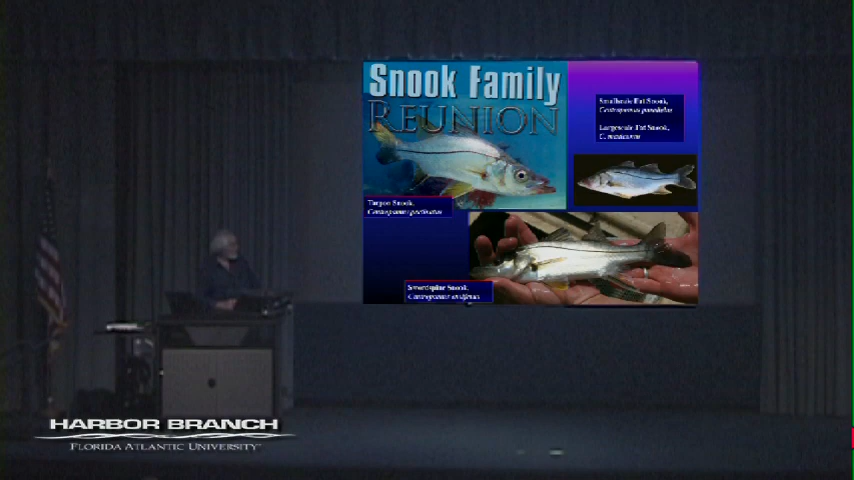 Snook Family
REUNION
Smallscale Fat Snook,
Centropomus parallelus
Largescale Fat Snook,
C. mexicanus
Tarpon Snook,
Centropomus pectinatus
Swordspine Snook,
Centropomus ensiferus
HARBOR BRANCH
FLORIDA ATLANTIC UNIVERSITY